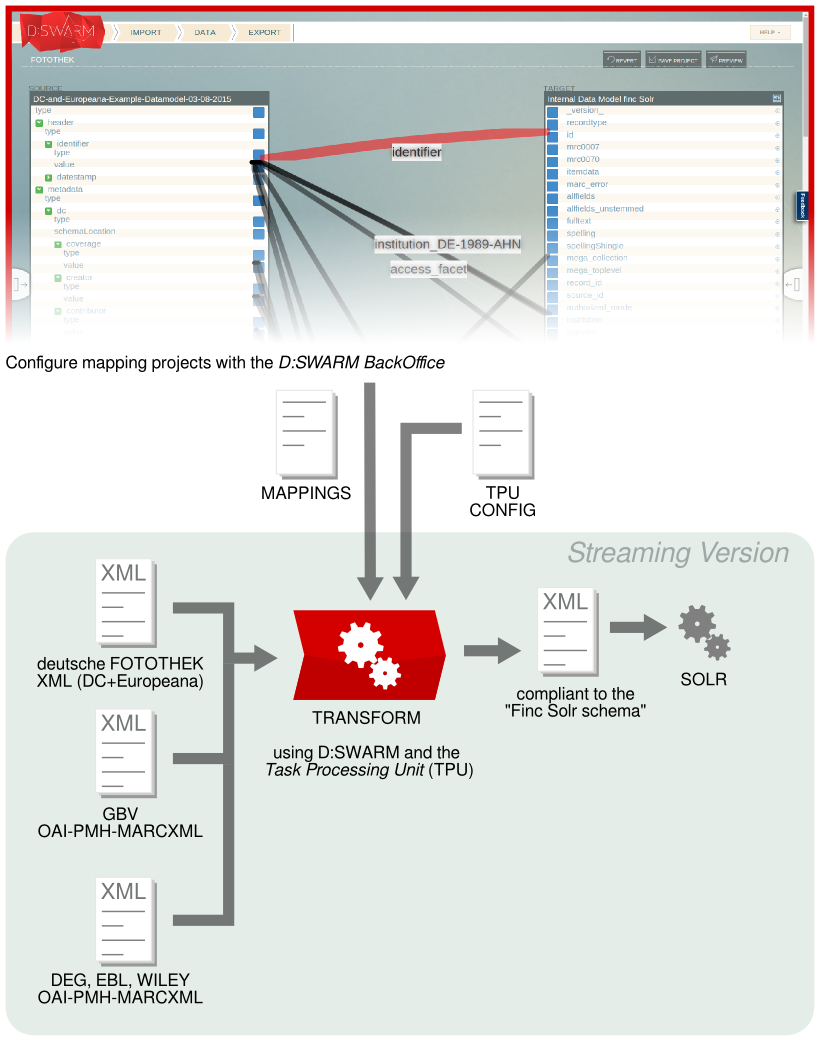 D:SWARM
IMPORT
DATA
EXPORT
HELP
FOTOTHEK
REVERT
SAVE PROJECT
PREVIEW
SOURCE
DC-and-Europeana-Example-Datamodel-03-08-2015
type
header
type
identifier
type
value
datestamp
metadata
type
dc
type
schemaLocation
coverage
type
value
creator
type
value
contributor
type
identifier
institution_DE-1989-AHN
access_facet
TARGET
Internal Data Model finc Solr
_version_
recordtype
id
mrc0007
mrc0070
itemdata
marc_error
allfields
allfields_unstemmed
fulltext
spelling
spellingShingle
mega_collection
mega_toplevel
record_id
source_id
authorized_mode
Feedback
Configure mapping projects with the D:SWARM BackOffice
MAPPINGS
TPU
CONFIG
Streaming Version
XML
deutsche FOTOTHEK
XML (DC+Europeana)
XML
GBV
OAI-PMH-MARCXML
XML
DEG, EBL, WILEY
OAI-PMH-MARCXML
TRANSFORM
using D:SWARM and the
Task Processing Unit (TPU)
XML
compliant to the
"Finc Solr schema"
SOLR